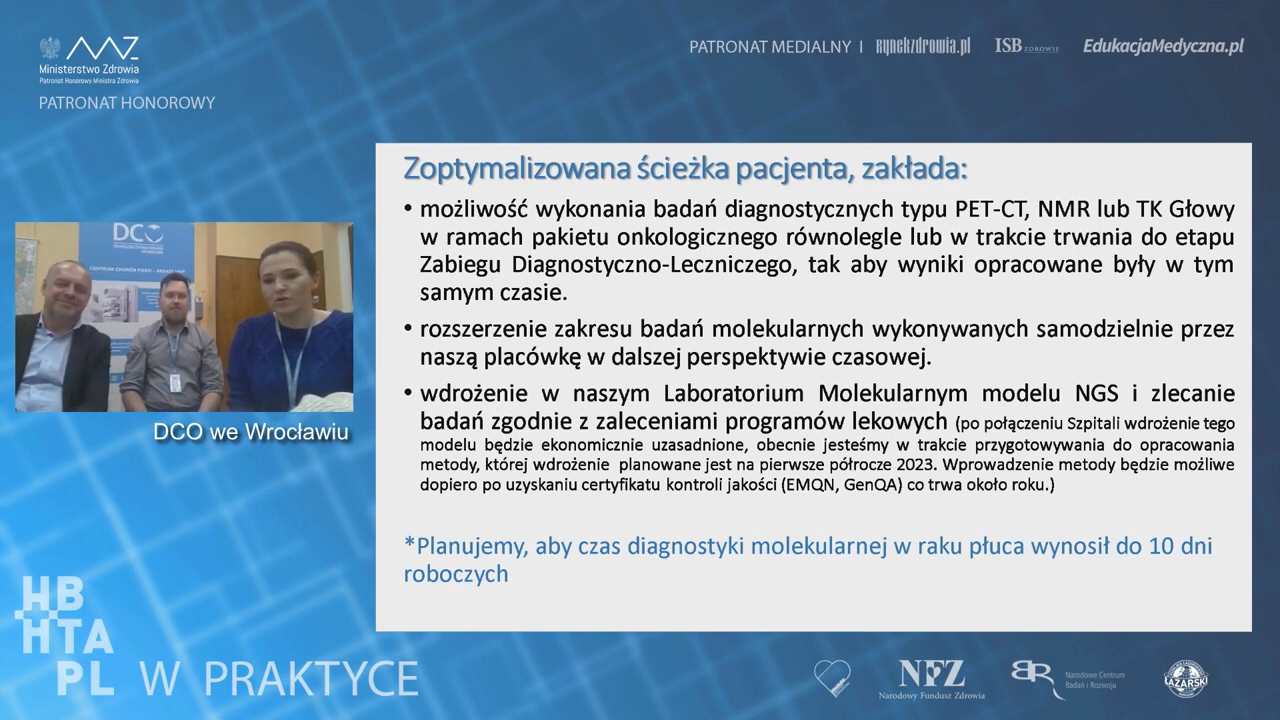 Ministerstwo Zdrowia
Patronat Honorowy Ministra Zdrowia
PATRONAT HONOROWY
PATRONAT MEDIALNY I rynekzdrowia.pl ISB ZDROWIE EdukacjaMedyczna.pl
DCO
DCO we Wrocławiu
Zoptymalizowana ścieżka pacjenta, zakłada:
• możliwość wykonania badań diagnostycznych typu PET-CT, NMR lub TK Głowy
w ramach pakietu onkologicznego równolegle lub w trakcie trwania do etapu
Zabiegu Diagnostyczno-Leczniczego, tak aby wyniki opracowane były w tym
samym czasie.
• rozszerzenie zakresu badań molekularnych wykonywanych samodzielnie przez
naszą placówkę w dalszej perspektywie czasowej.
• wdrożenie w naszym Laboratorium Molekularnym modelu NGS i zlecanie
badań zgodnie z zaleceniami programów lekowych (po połączeniu Szpitali wdrożenie tego
modelu będzie ekonomicznie uzasadnione, obecnie jesteśmy w trakcie przygotowywania do opracowania
metody, której wdrożenie planowane jest na pierwsze półrocze 2023. Wprowadzenie metody będzie możliwe
dopiero po uzyskaniu certyfikatu kontroli jakości (EMQN, GenQA) co trwa około roku.)
*Planujemy, aby czas diagnostyki molekularnej w raku płuca wynosił do 10 dni
roboczych
HB
HTA
PL W PRAKTYCE
NFZ
Narodowy Fundusz Zdrowia
Narodowe Centrum
Badań i Rozwoju
ŁAZARSKI